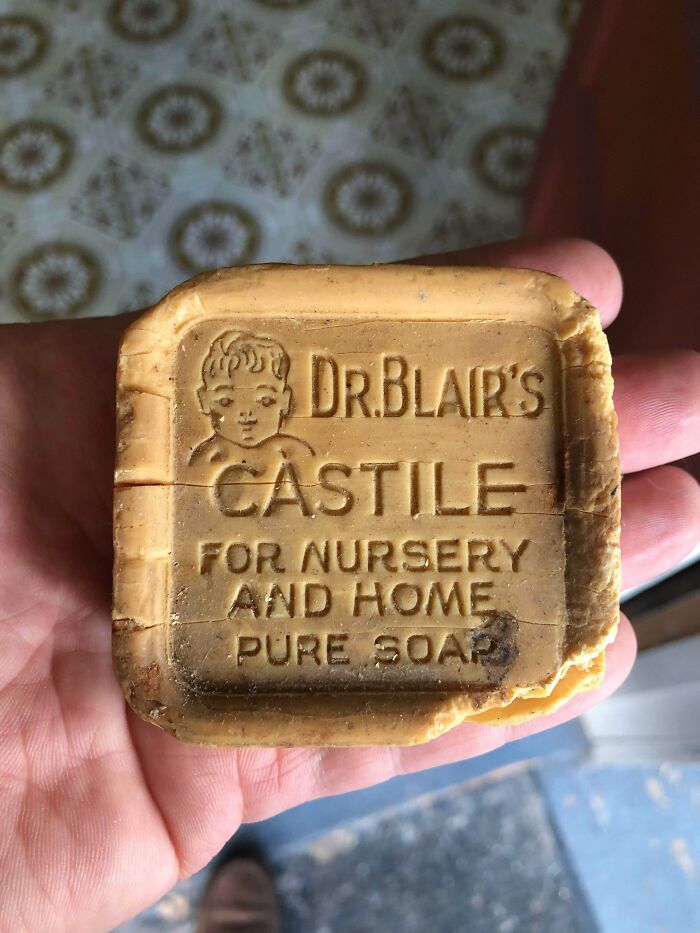 DR. BLAIR'S
CASTILE
FOR NURSERY
AND HOME
PURE SOAP